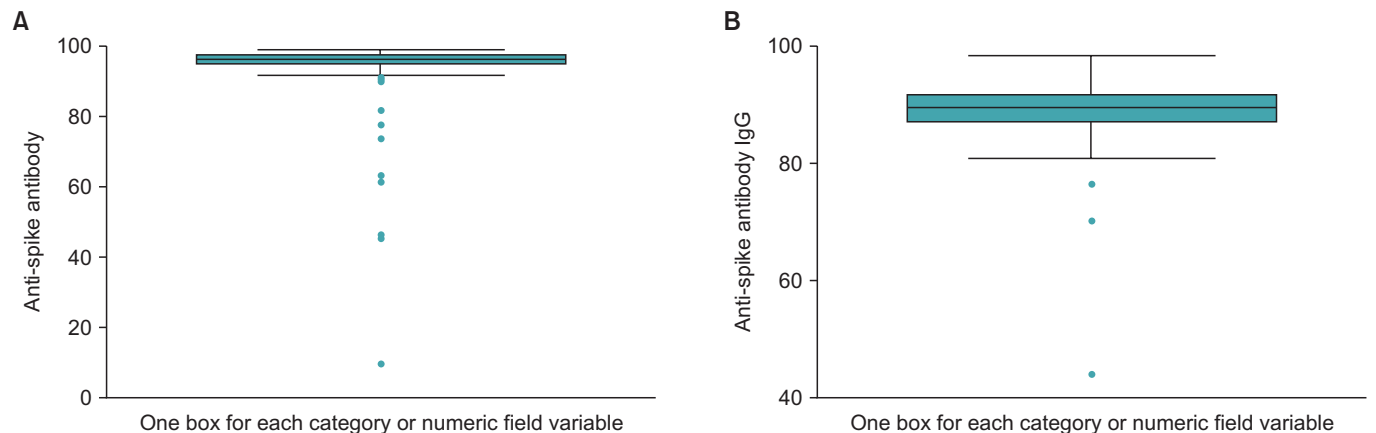 A
Anti-spike antibody
100
80
60
40
20
0
One box for each category or numeric field variable
B
Anti-spike antibody IgG
100
80
60
40
One box for each category or numeric field variable